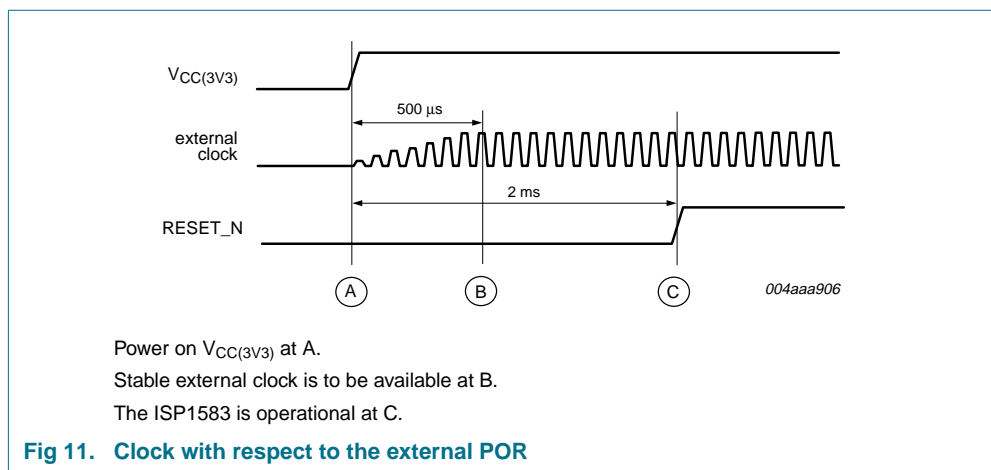 VCC(3V3)
500 µs
external
clock
2 ms
RESET_N
A
B
C
004aaa906
Power on VCC(3V3) at A.
Stable external clock is to be available at B.
The ISP1583 is operational at C.
Fig 11. Clock with respect to the external POR